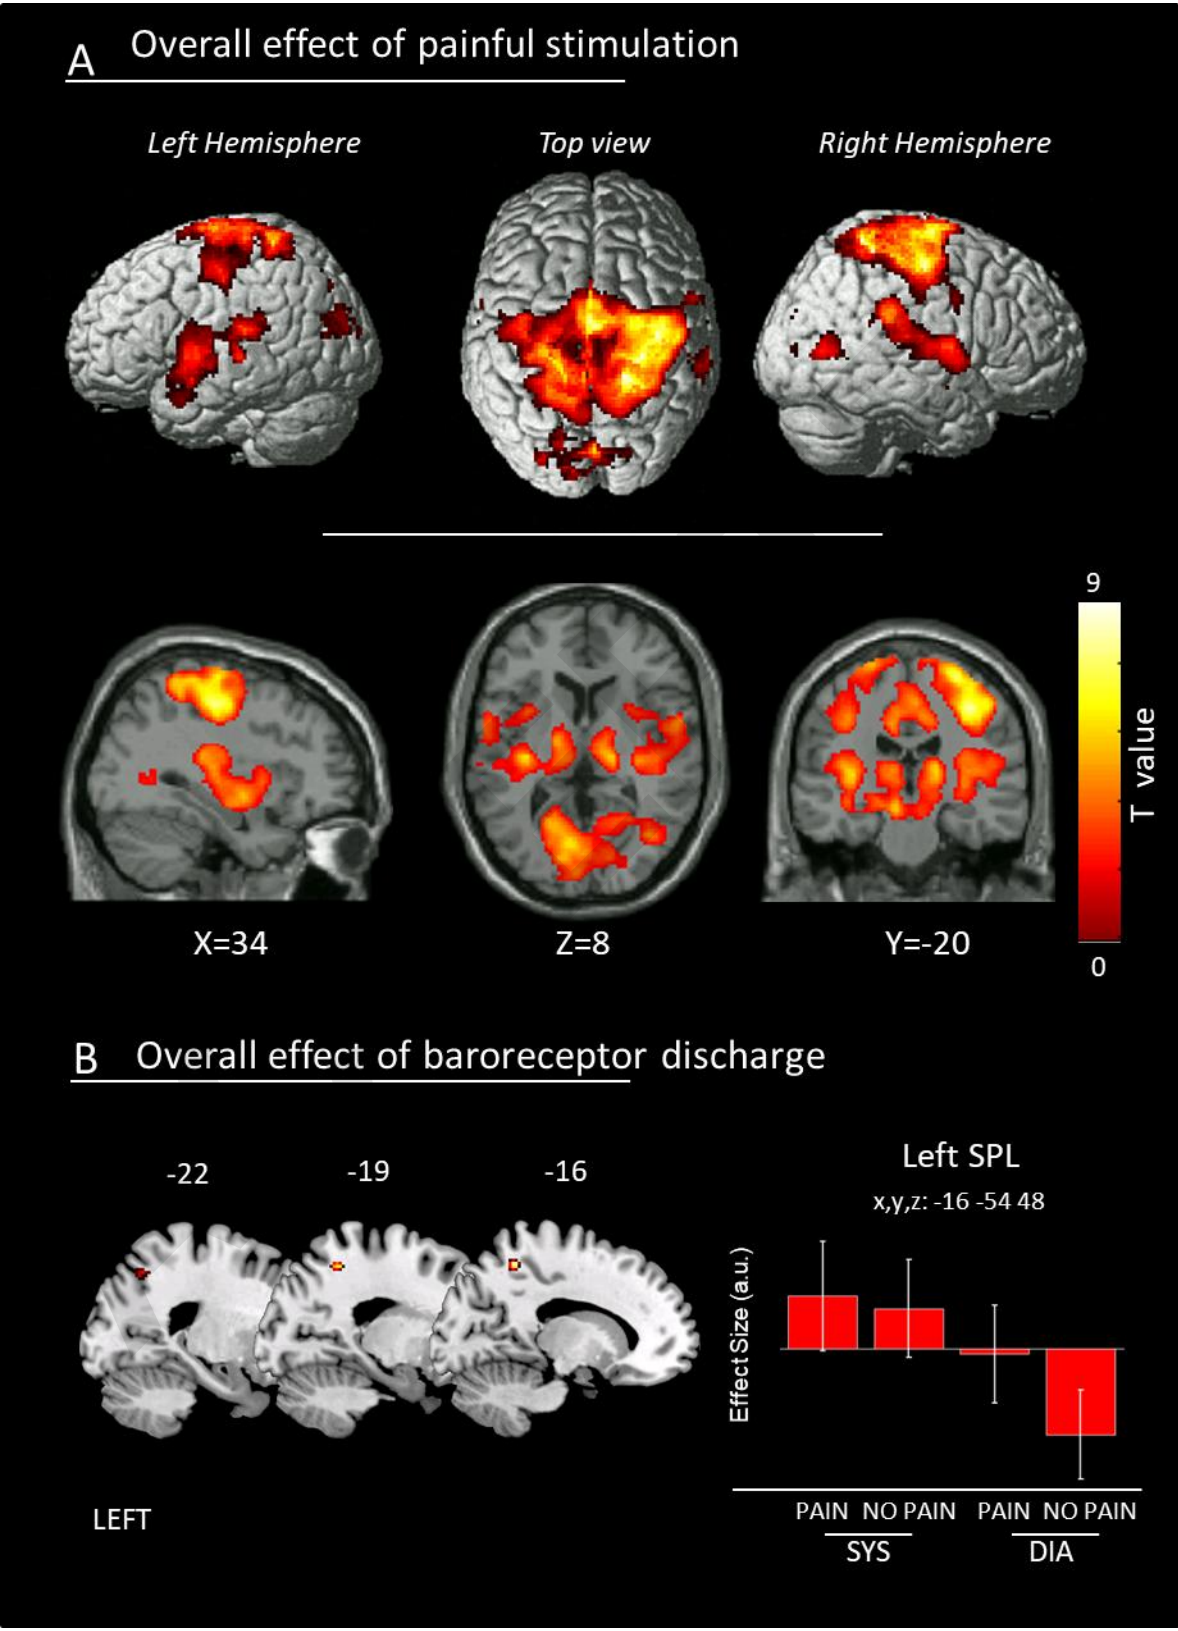 A Overall effect of painful stimulation
Left Hemisphere Top view Right Hemisphere
9
T value
0
X=34 Z=8 Y=-20
B Overall effect of baroreceptor discharge
-22 -19 -16
Left SPL
x,y,z: -16 -54 48
Effect Size (a.u.)
PAIN NO PAIN PAIN NO PAIN
SYS DIA
LEFT